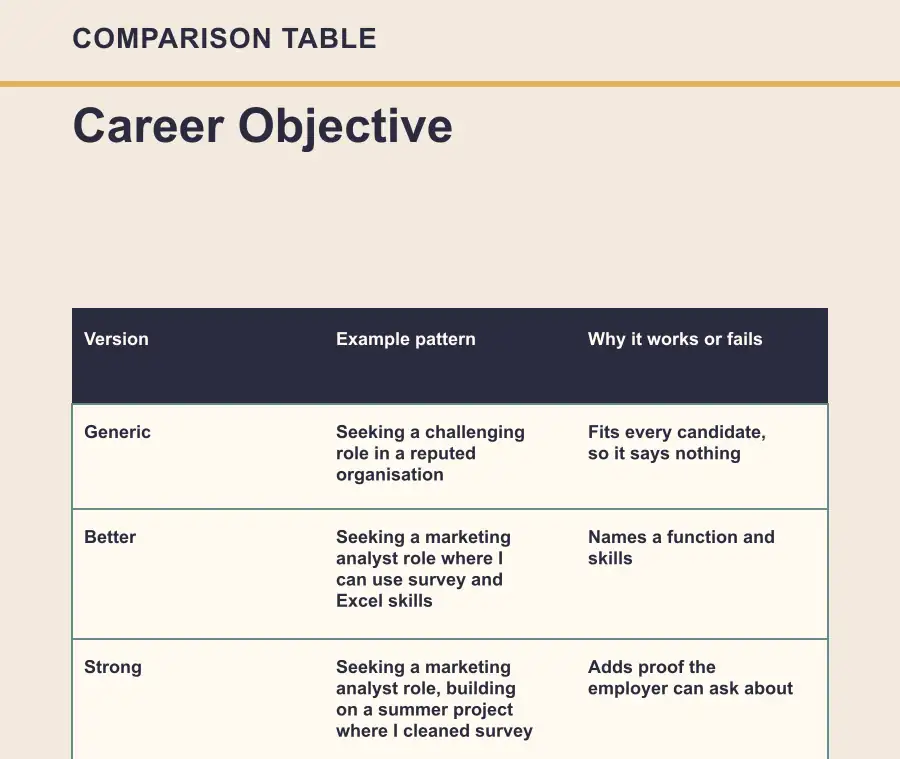 COMPARISON TABLE
Career Objective
Version
Example pattern
Why it works or fails
Generic
Seeking a challenging
role in a reputed
organisation
Fits every candidate,
so it says nothing
Better
Seeking a marketing
analyst role where I
can use survey and
Excel skills
Names a function and
skills
Strong
Seeking a marketing
analyst role, building
on a summer project
where I cleaned survey
Adds proof the
employer can ask about